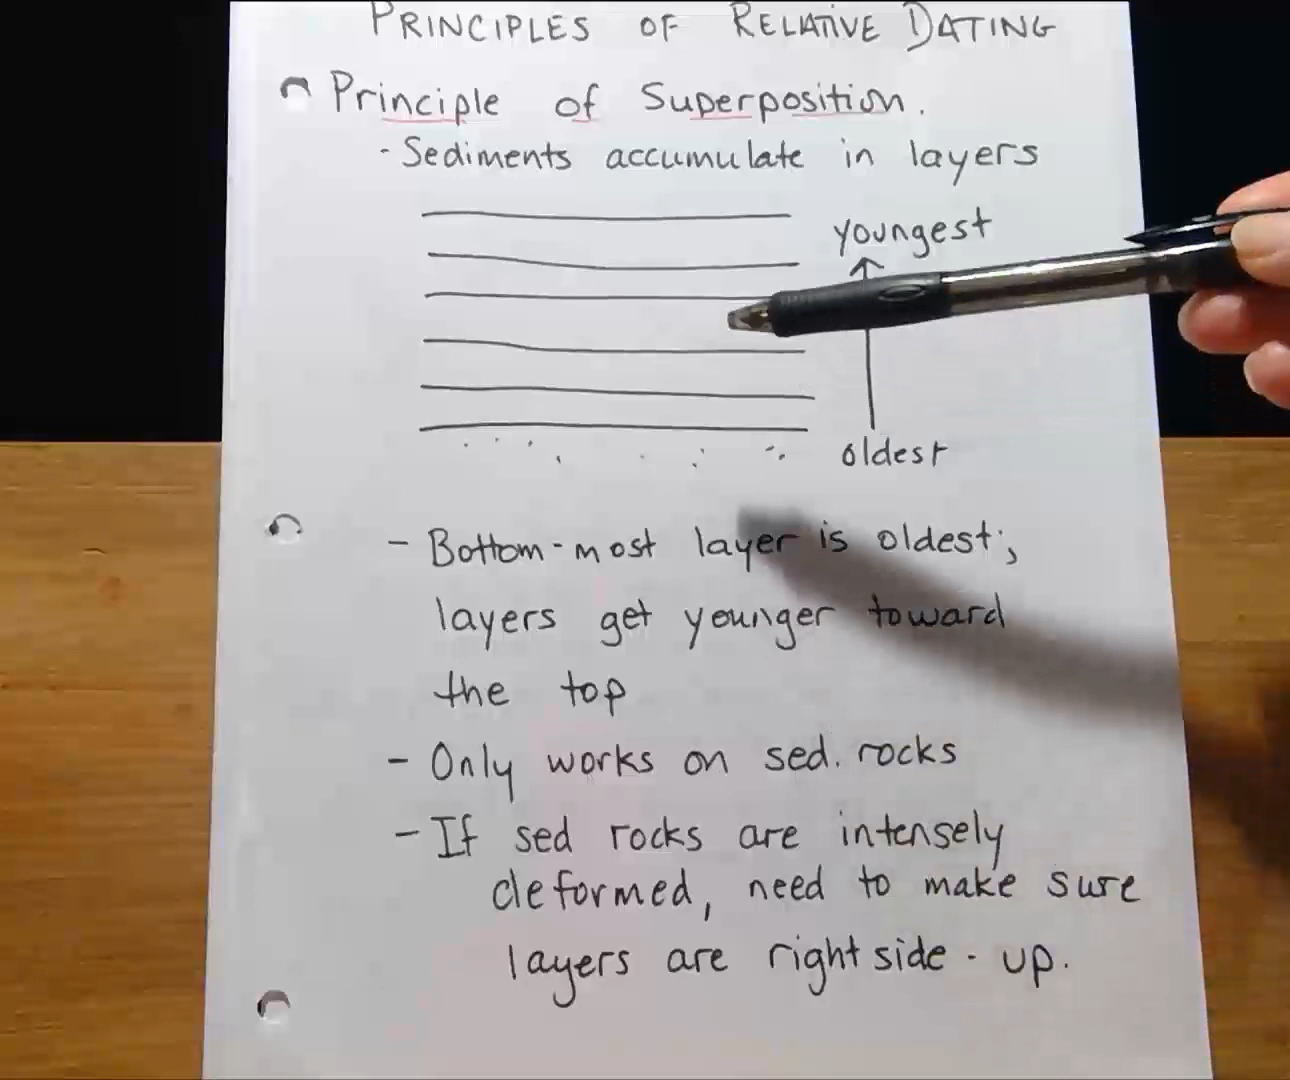 PRINCIPLES OF RELATIVE DATING
Principle of Superposition.
- Sediments accumulate in layers
youngest
oldest
- Bottom-most layer is oldest;
layers get younger toward
the top
- Only works on sed. rocks
- If sed rocks are intensely
deformed, need to make sure
layers are right side-up.